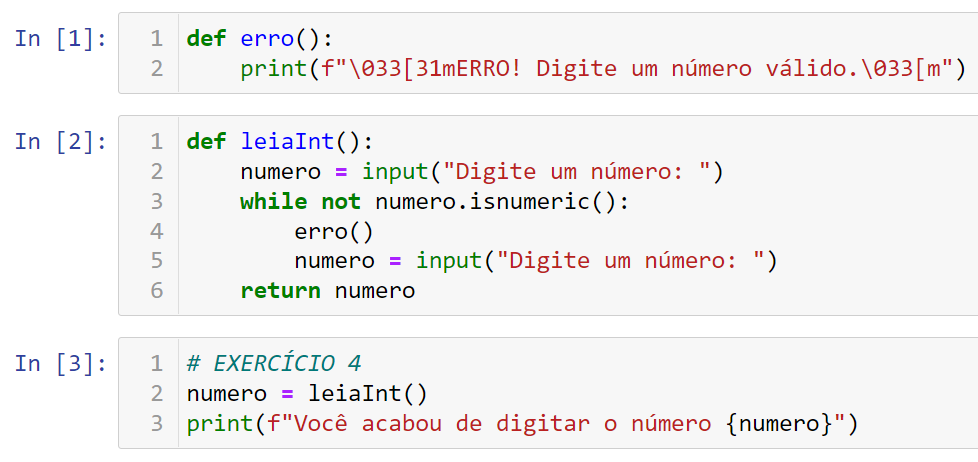 In [1]: 1 def erro():
2     print(f"\033[31mERRO! Digite um número válido.\033[m")
In [2]: 1 def leiaInt():
2     numero = input("Digite um número: ")
3     while not numero.isnumeric():
4         erro()
5         numero = input("Digite um número: ")
6     return numero
In [3]: 1 # EXERCÍCIO 4
2 numero = leiaInt()
3 print(f"Você acabou de digitar o número {numero}")